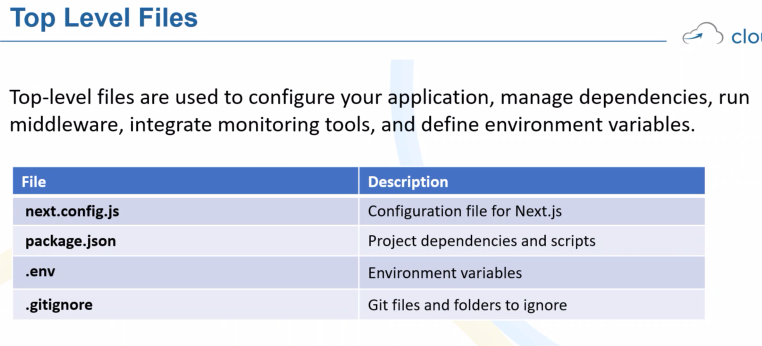 Top Level Files
Top-level files are used to configure your application, manage dependencies, run
middleware, integrate monitoring tools, and define environment variables.
File Description
next.config.js Configuration file for Next.js
package.json Project dependencies and scripts
.env Environment variables
.gitignore Git files and folders to ignore